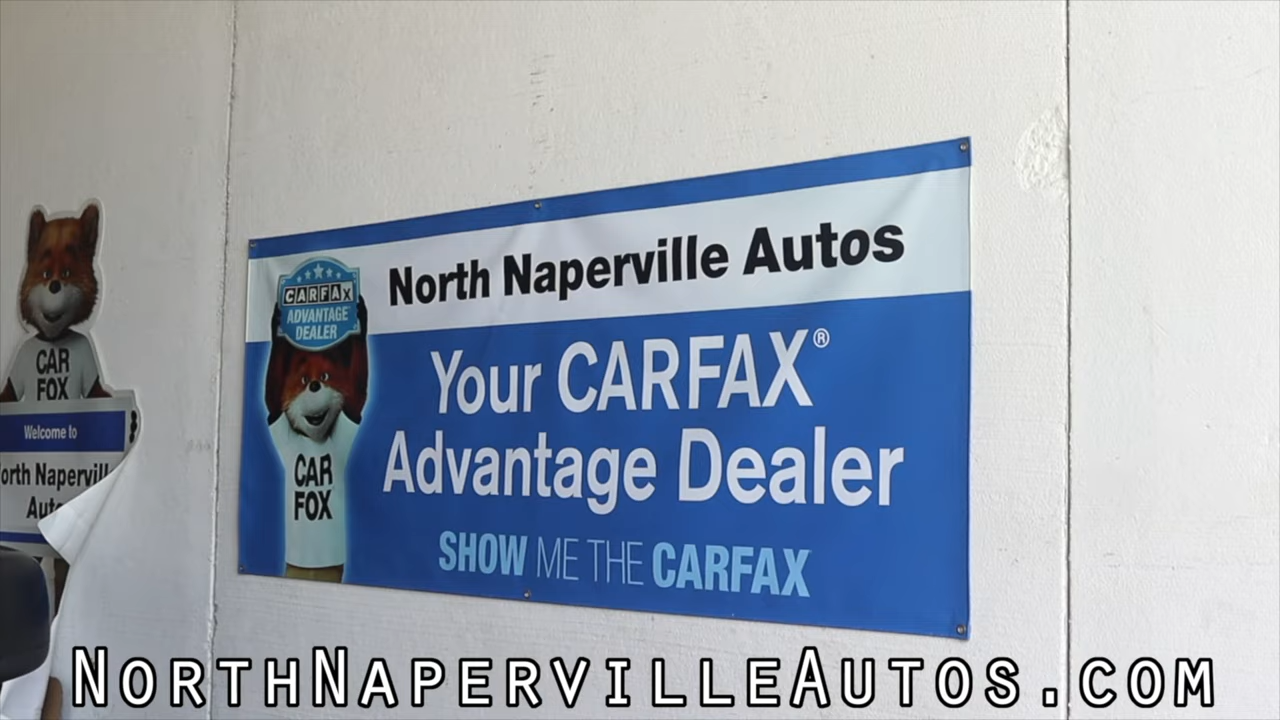 CAR
FOX
Welcome to
orth Napervill
Auto
CARFAX
ADVANTAGE
DEALER
CAR
FOX
North Naperville Autos
Your CARFAX®
Advantage Dealer
SHOW ME THE CARFAX
NORTHNAPERVILLEAUTOS.COM